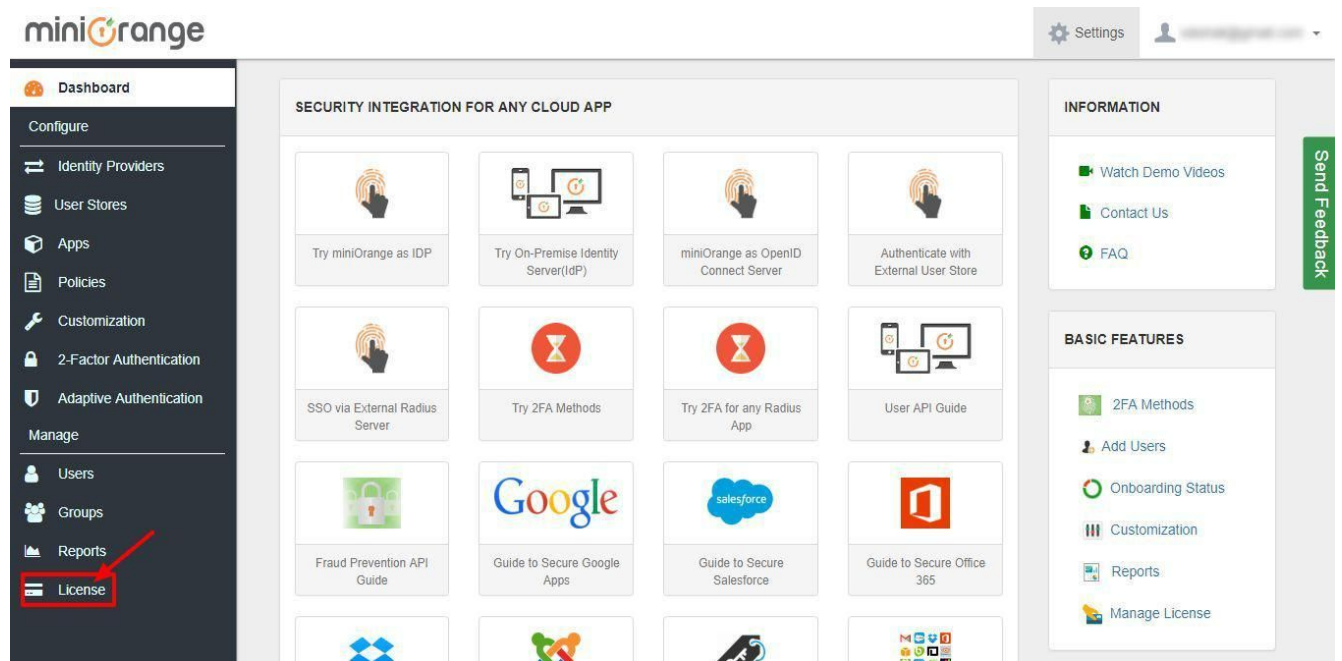 miniOrange
Settings
Dashboard
Configure
Identity Providers
User Stores
Apps
Policies
Customization
2-Factor Authentication
Adaptive Authentication
Manage
Users
Groups
Reports
License
SECURITY INTEGRATION FOR ANY CLOUD APP
Try miniOrange as IDP
Try On-Premise Identity
Server(IdP)
miniOrange as OpenID
Connect Server
Authenticate with
External User Store
SSO via External Radius
Server
Try 2FA Methods
Try 2FA for any Radius
App
User API Guide
Fraud Prevention API
Guide
Google
Guide to Secure Google
Apps
salesforce
Guide to Secure
Salesforce
Guide to Secure Office
365
INFORMATION
Watch Demo Videos
Contact Us
FAQ
BASIC FEATURES
2FA Methods
Add Users
Onboarding Status
Customization
Reports
Manage License
Send Feedback